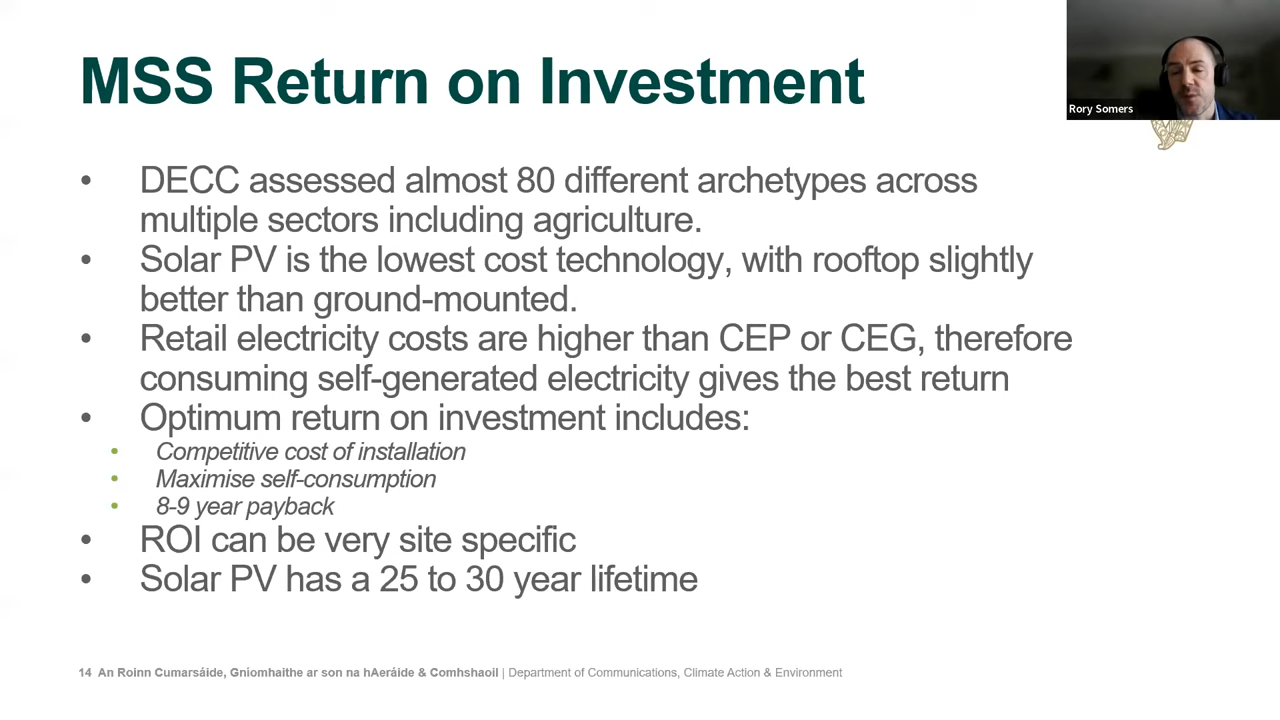 MSS Return on Investment
Rory Somers
• DECC assessed almost 80 different archetypes across
multiple sectors including agriculture.
• Solar PV is the lowest cost technology, with rooftop slightly
better than ground-mounted.
• Retail electricity costs are higher than CEP or CEG, therefore
consuming self-generated electricity gives the best return
• Optimum return on investment includes:
• Competitive cost of installation
• Maximise self-consumption
• 8-9 year payback
• ROI can be very site specific
• Solar PV has a 25 to 30 year lifetime
14 An Roinn Cumarsáide, Gníomhaithe ar son na hAeráide & Comhshaoil | Department of Communications, Climate Action & Environment